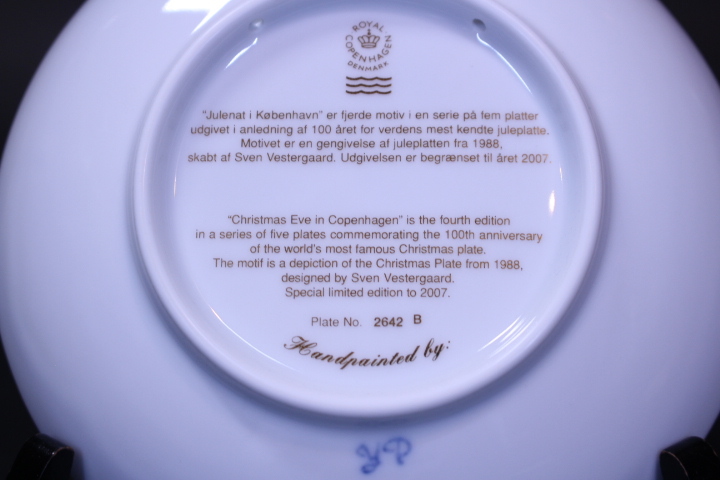 ROYAL COPENHAGEN
DENMARK
"Julenat i København" er fjerde motiv i en serie på fem platter
udgivet i anledning af 100 året for verdens mest kendte juleplatte.
Motivet er en gengivelse af juleplatten fra 1988,
skabt af Sven Vestergaard. Udgivelsen er begrænset til året 2007.
"Christmas Eve in Copenhagen" is the fourth edition
in a series of five plates commemorating the 100th anniversary
of the world's most famous Christmas plate.
The motif is a depiction of the Christmas Plate from 1988,
designed by Sven Vestergaard.
Special limited edition to 2007.
Plate No. 2642 B
Handpainted by: